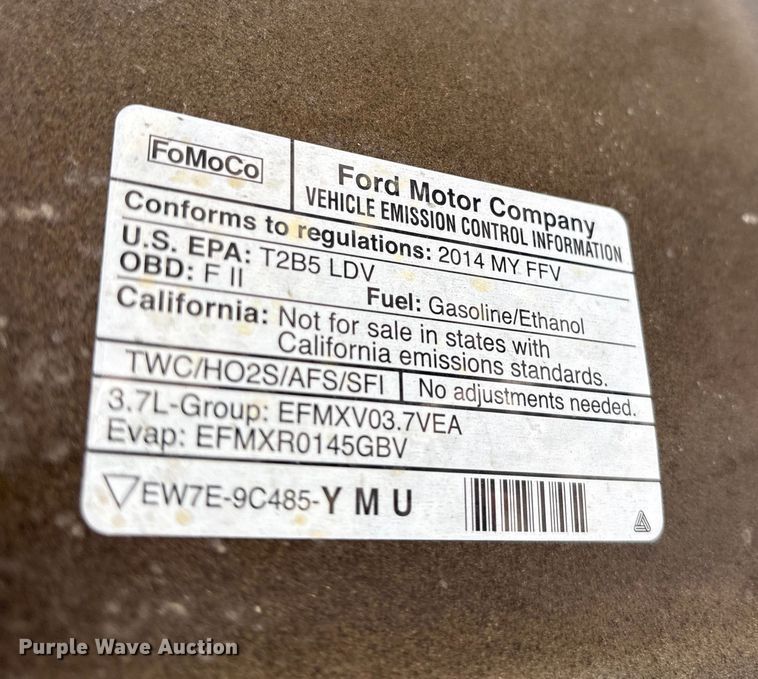 FoMoCo
Ford Motor Company
VEHICLE EMISSION CONTROL INFORMATION
Conforms to regulations: 2014 MY FFV
U.S. EPA: T2B5 LDV
OBD: F II
Fuel: Gasoline/Ethanol
California: Not for sale in states with
California emissions standards.
TWC/HO2S/AFS/SFI
No adjustments needed.
3.7L-Group: EFMXV03.7VEA
Evap: EFMXR0145GBV
EW7E-9C485-Y M U
Purple Wave Auction